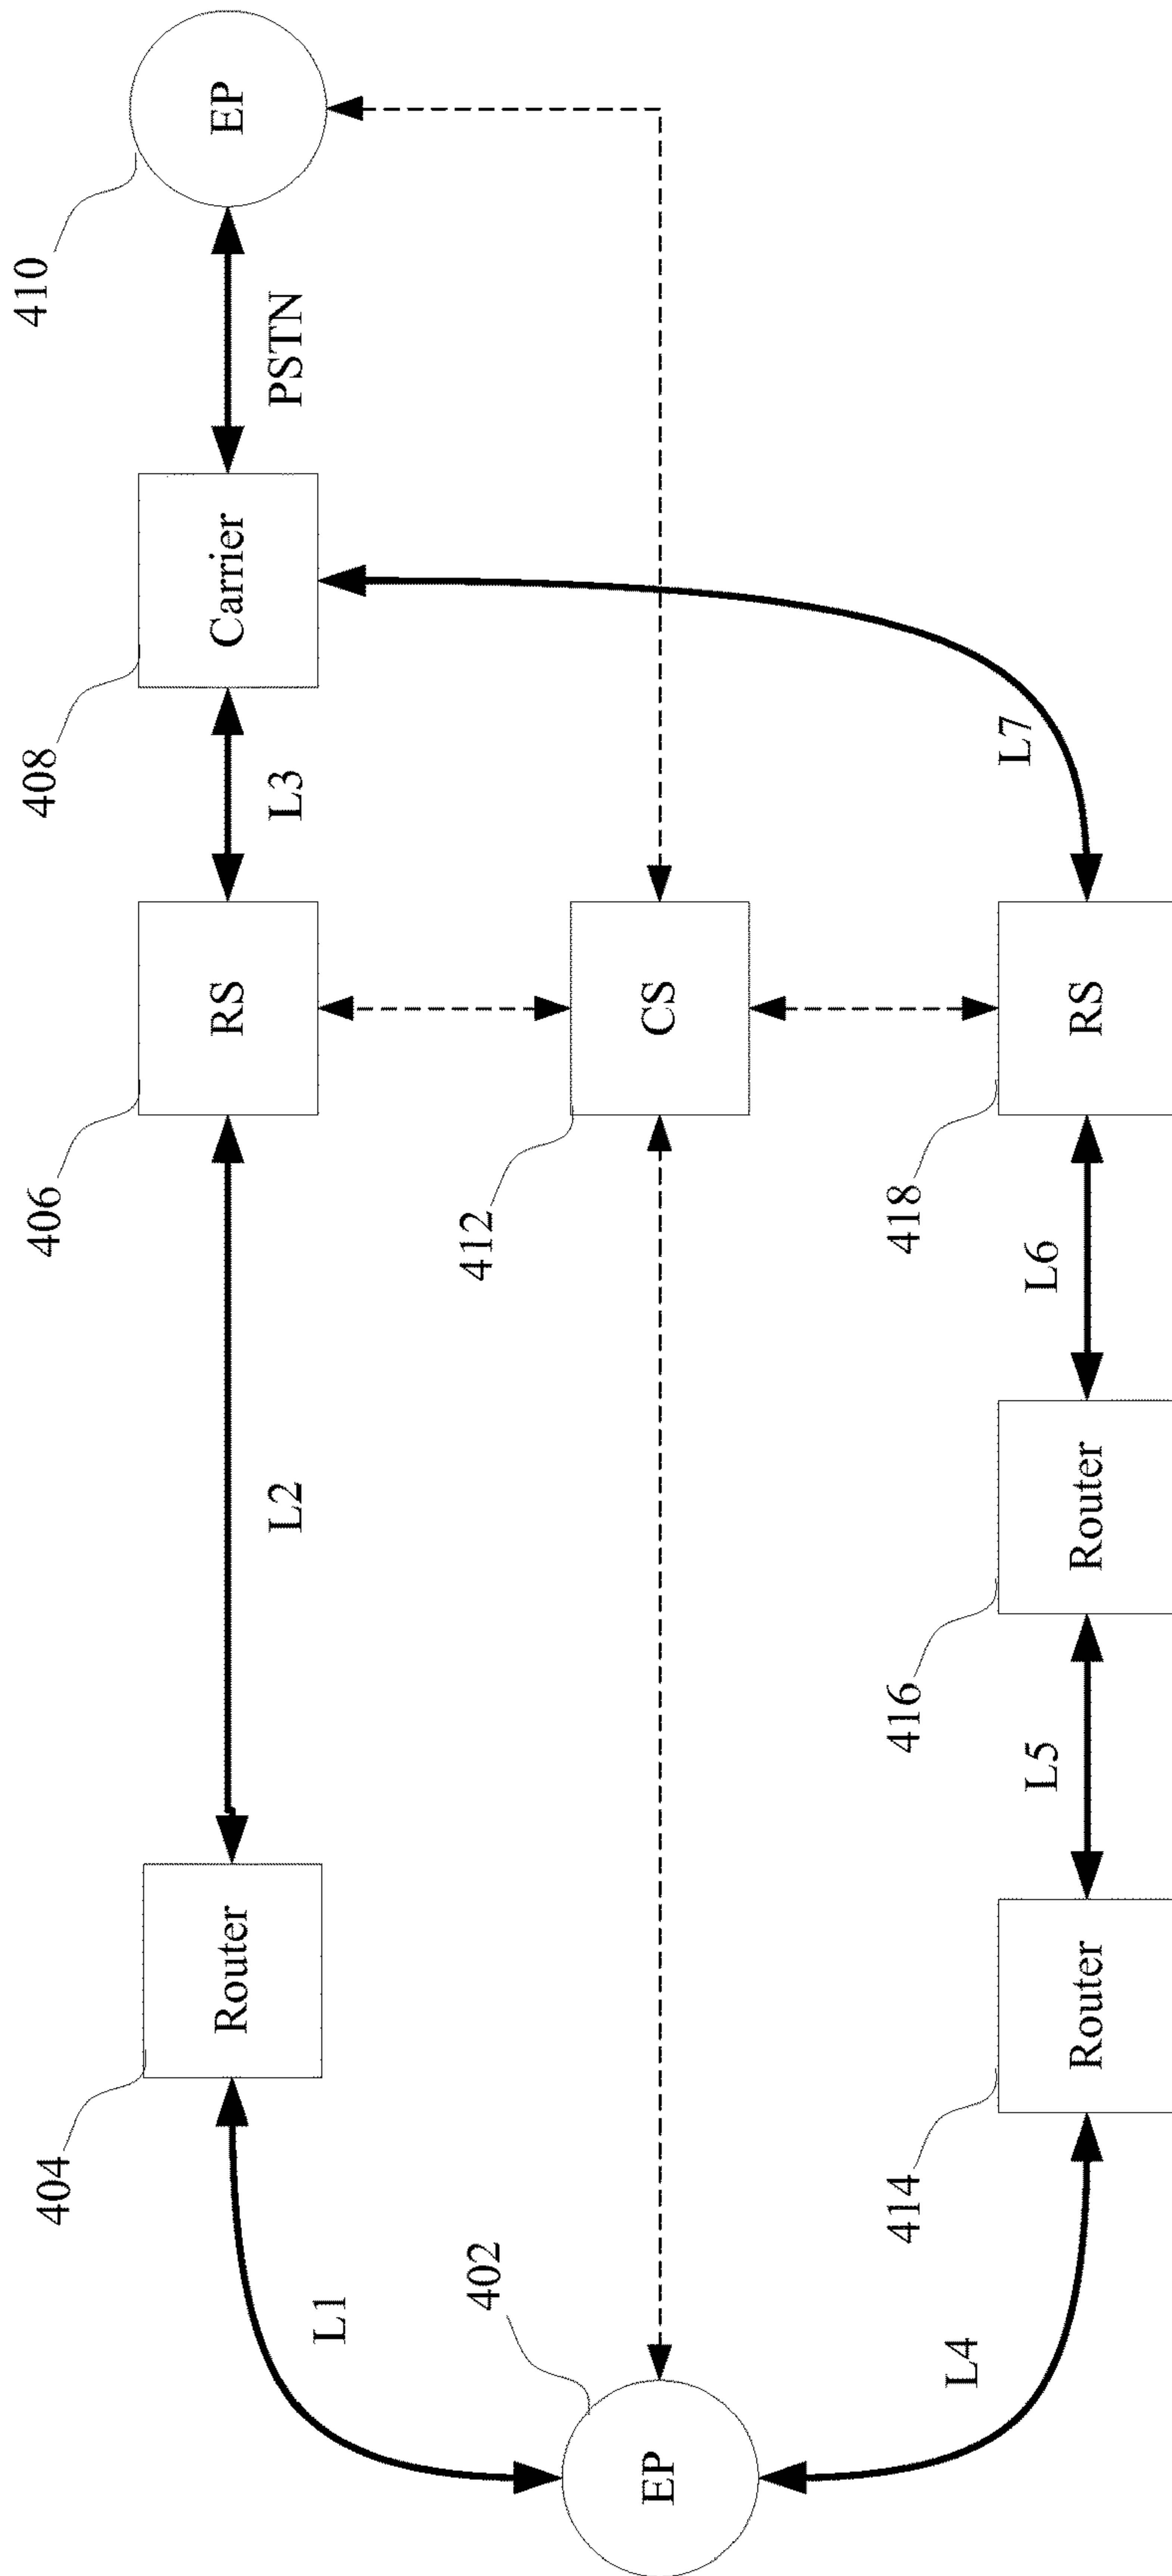 404
406
408
410
Router
RS
Carrier
EP
L1
L2
L3
PSTN
402
412
EP
CS
414
416
418
L4
L5
L6
L7
Router
Router
RS